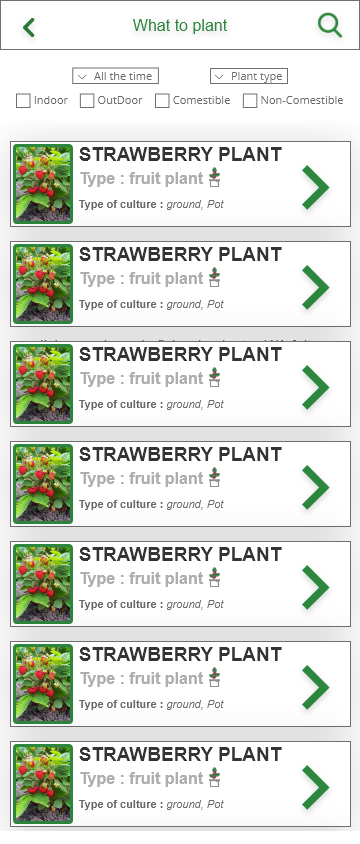 What to plant
All the time
Plant type
Indoor
OutDoor
Comestible
Non-Comestible
STRAWBERRY PLANT
Type : fruit plant
Type of culture : ground, Pot
STRAWBERRY PLANT
Type : fruit plant
Type of culture : ground, Pot
STRAWBERRY PLANT
Type : fruit plant
Type of culture : ground, Pot
STRAWBERRY PLANT
Type : fruit plant
Type of culture : ground, Pot
STRAWBERRY PLANT
Type : fruit plant
Type of culture : ground, Pot
STRAWBERRY PLANT
Type : fruit plant
Type of culture : ground, Pot
STRAWBERRY PLANT
Type : fruit plant
Type of culture : ground, Pot